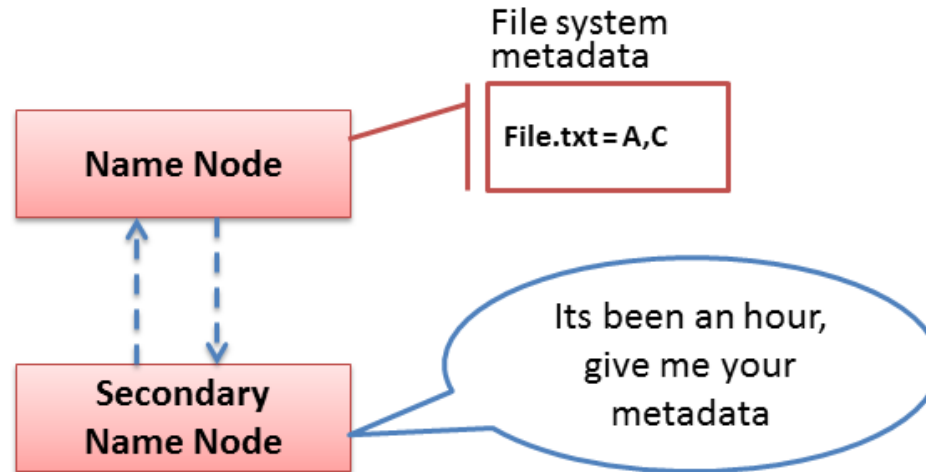 File system
metadata
Name Node
File.txt = A,C
Secondary
Name Node
Its been an hour,
give me your
metadata